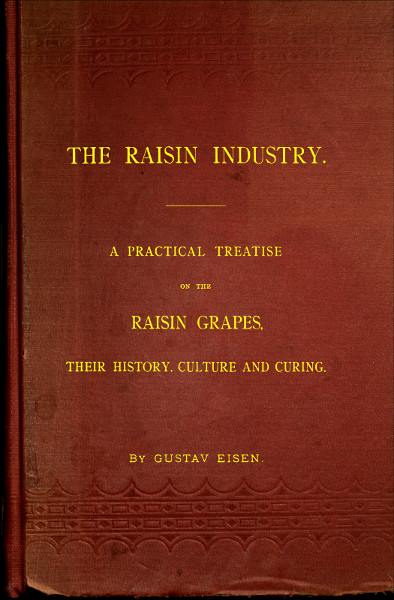 THE RAISIN INDUSTRY.
A PRACTICAL TREATISE
ON THE
RAISIN GRAPES,
THEIR HISTORY, CULTURE AND CURING.
BY GUSTAV EISEN.